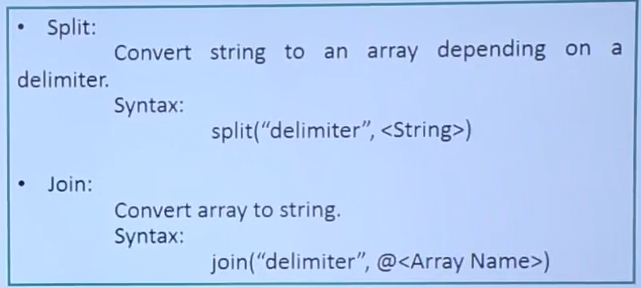 • Split:
Convert string to an array depending on a
delimiter.
Syntax:
split(“delimiter”, <String>)
• Join:
Convert array to string.
Syntax:
join(“delimiter”, @<Array Name>)